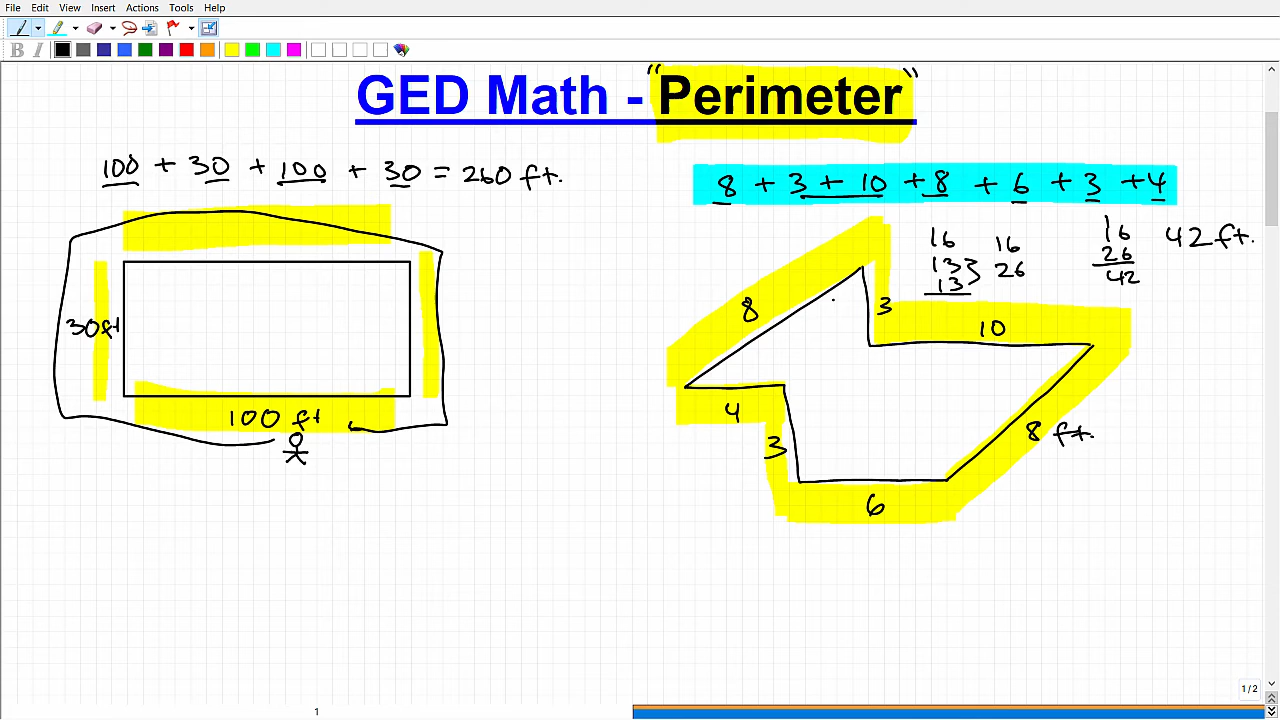 File Edit View Insert Actions Tools Help
B I
GED Math - "Perimeter"
100 + 30 + 100 + 30 = 260 ft.
30ft
100 ft
8 + 3 + 10 + 8 + 6 + 3 + 4
16
13
13
16
26
16
26
42
42 ft.
8
3
10
4
3
8 ft.
6
1/2
1